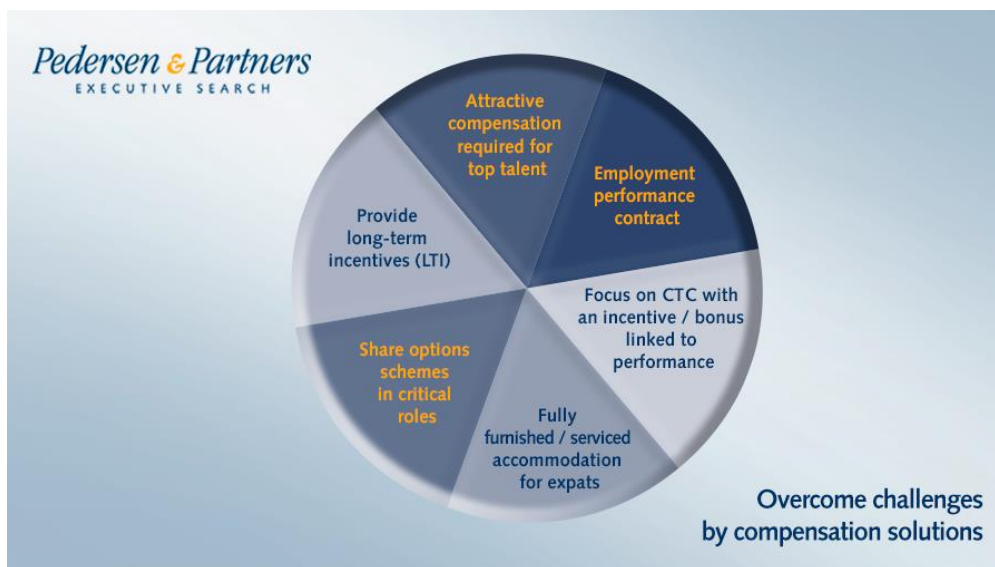 Pedersen & Partners
EXECUTIVE SEARCH
Attractive
compensation
required for
top talent
Employment
performance
contract
Focus on CTC with
an incentive / bonus
linked to
performance
Fully
furnished / serviced
accommodation
for expats
Share options
schemes
in critical
roles
Provide
long-term
incentives (LTI)
Overcome challenges
by compensation solutions